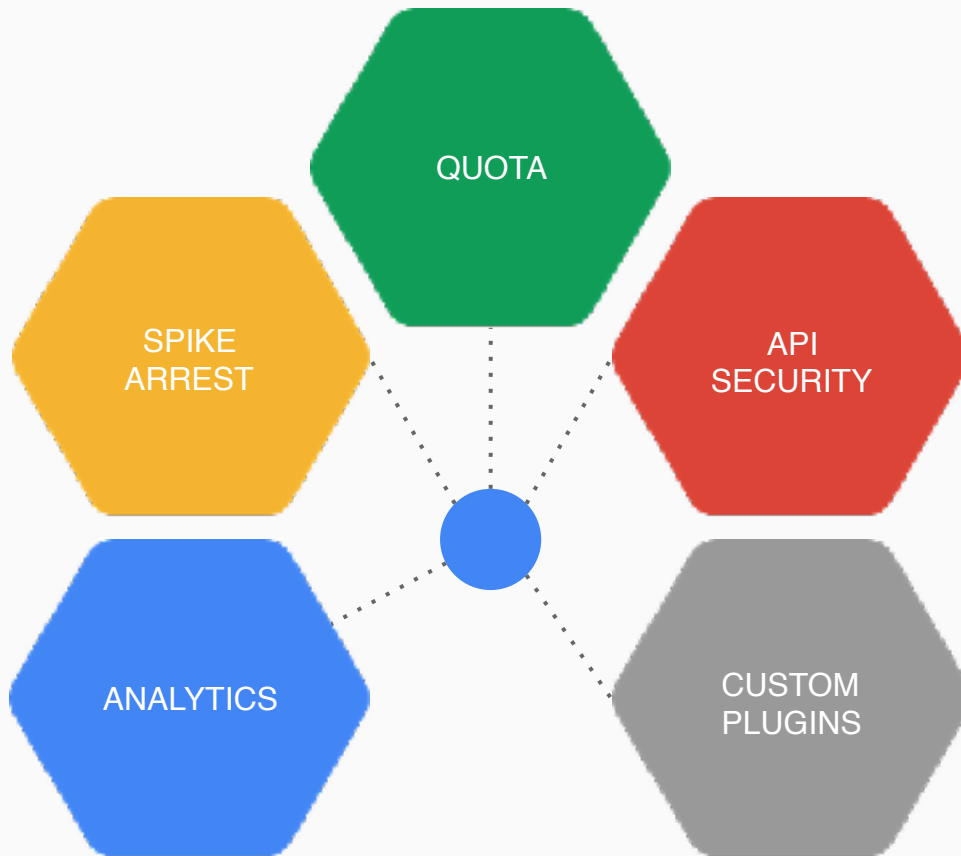 QUOTA
SPIKE
ARREST
API
SECURITY
ANALYTICS
CUSTOM
PLUGINS